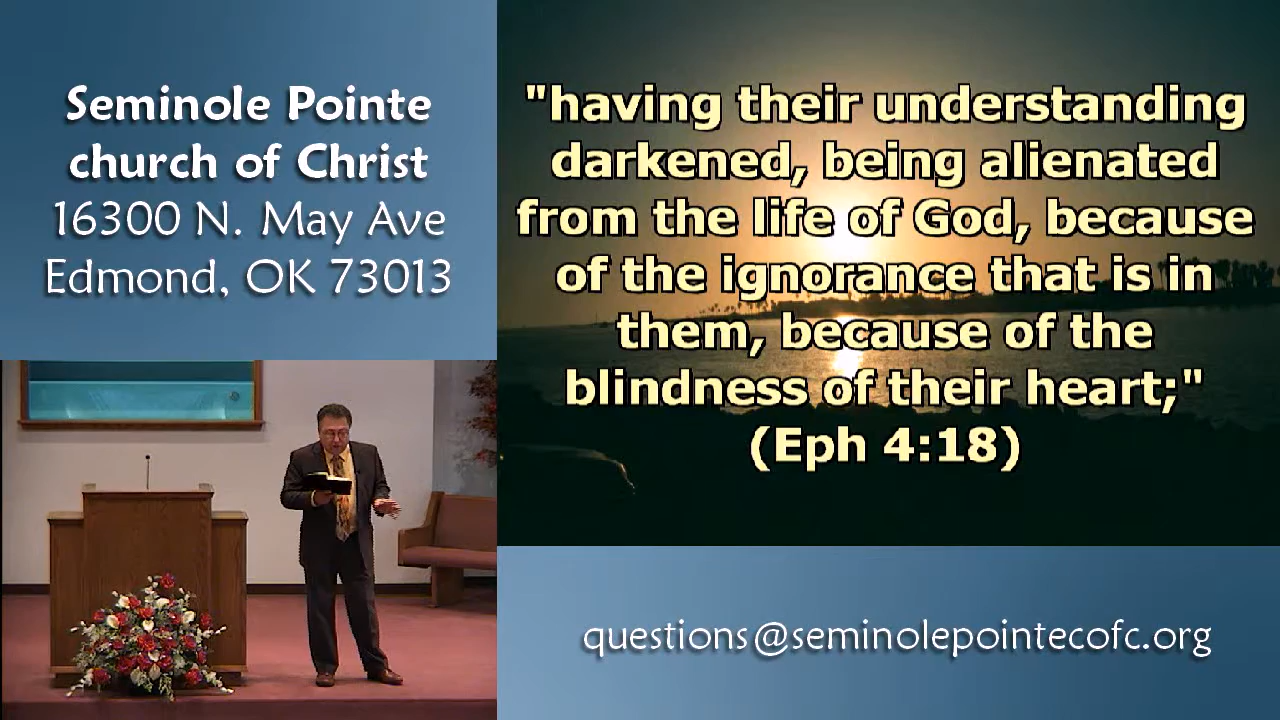 Seminole Pointe
church of Christ
16300 N. May Ave
Edmond, OK 73013
"having their understanding
darkened, being alienated
from the life of God, because
of the ignorance that is in
them, because of the
blindness of their heart;"
(Eph 4:18)
questions@seminolepointecofc.org